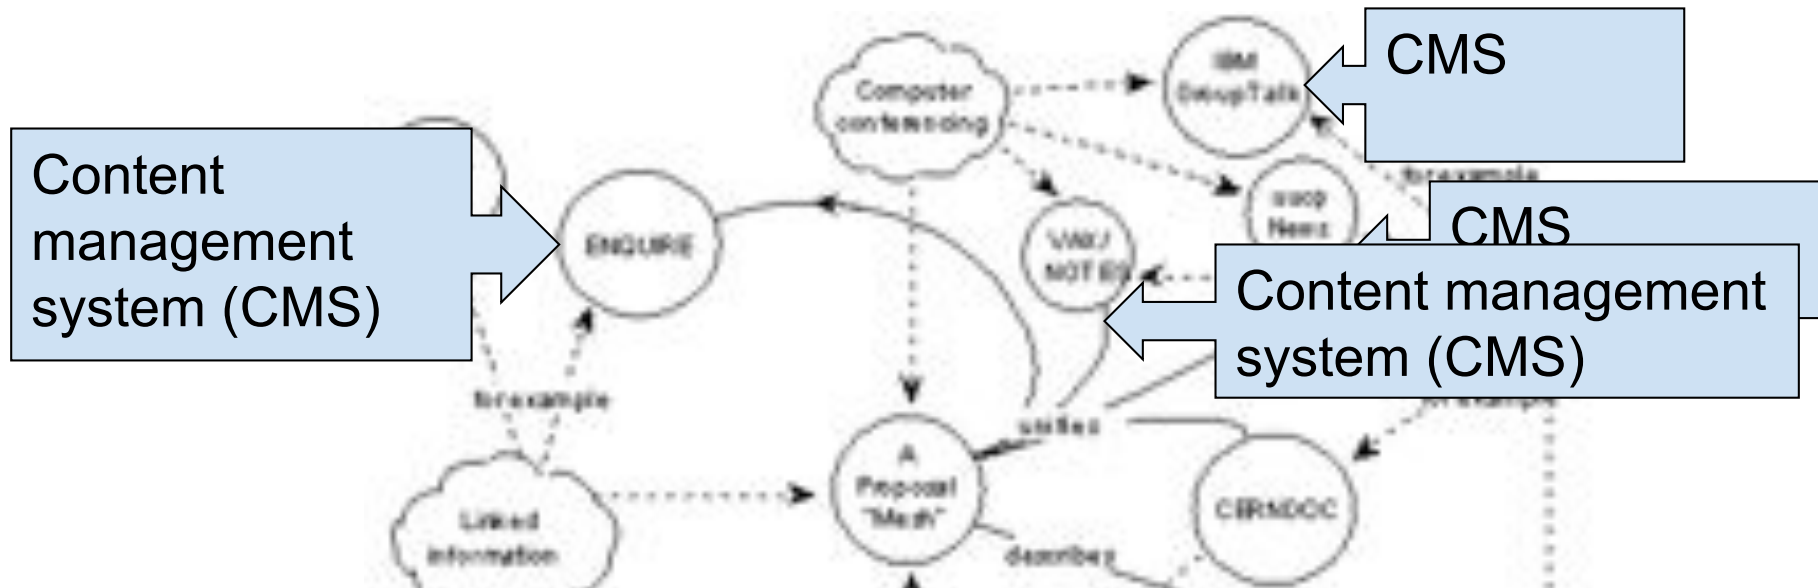 CMS
IBM
GroupTalk
Computer
conferencing
Content
management
system (CMS)
for example
uucp
News
CMS
VAX/
NOTES
ENQUIRE
Content management
system (CMS)
for example
for example
unifies
A
Proposal
"Mesh"
CERNDOC
Linked
information
describes